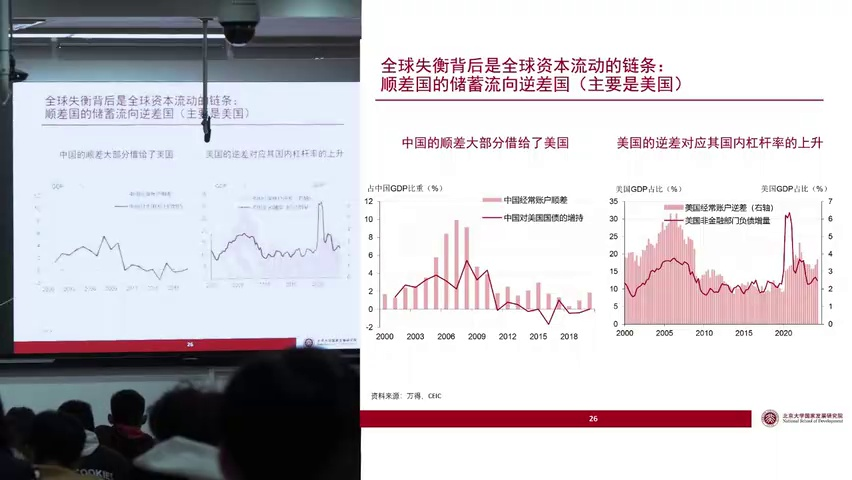 全球失衡背后是全球资本流动的链条：
顺差国的储蓄流向逆差国（主要是美国）
中国的顺差大部分借给了美国
美国的逆差对应其国内杠杆率的上升
26
COOKIES
全球失衡背后是全球资本流动的链条：
顺差国的储蓄流向逆差国（主要是美国）
中国的顺差大部分借给了美国
占中国GDP比重（%）
中国经常账户顺差
中国对美国国债的增持
12
10
8
6
4
2
0
-2
2000 2003 2006 2009 2012 2015 2018
美国的逆差对应其国内杠杆率的上升
美国GDP占比（%） 美国GDP占比（%）
美国经常账户逆差（右轴）
美国非金融部门负债增量
35 7
30 6
25 5
20 4
15 3
10 2
5 1
0 0
2000 2005 2010 2015 2020
资料来源：万得、CEIC
26
北京大学国家发展研究院
National School of Development